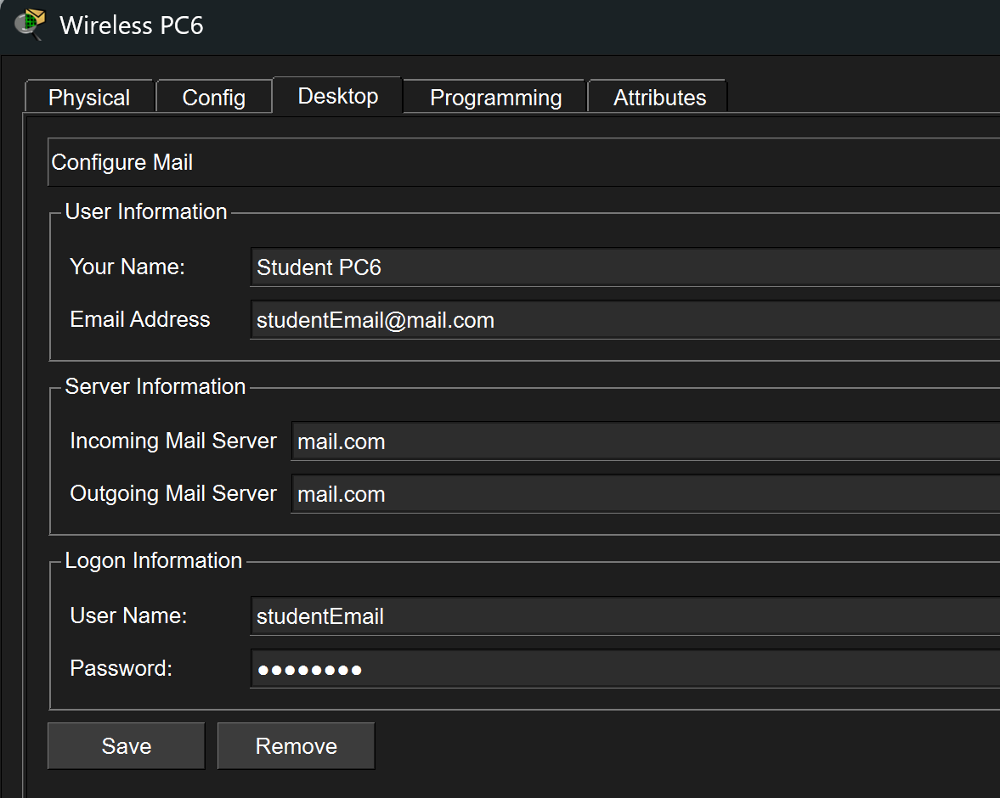 Wireless PC6
Physical Config Desktop Programming Attributes
Configure Mail
User Information
Your Name: Student PC6
Email Address studentEmail@mail.com
Server Information
Incoming Mail Server mail.com
Outgoing Mail Server mail.com
Logon Information
User Name: studentEmail
Password: ●●●●●●●●
Save Remove